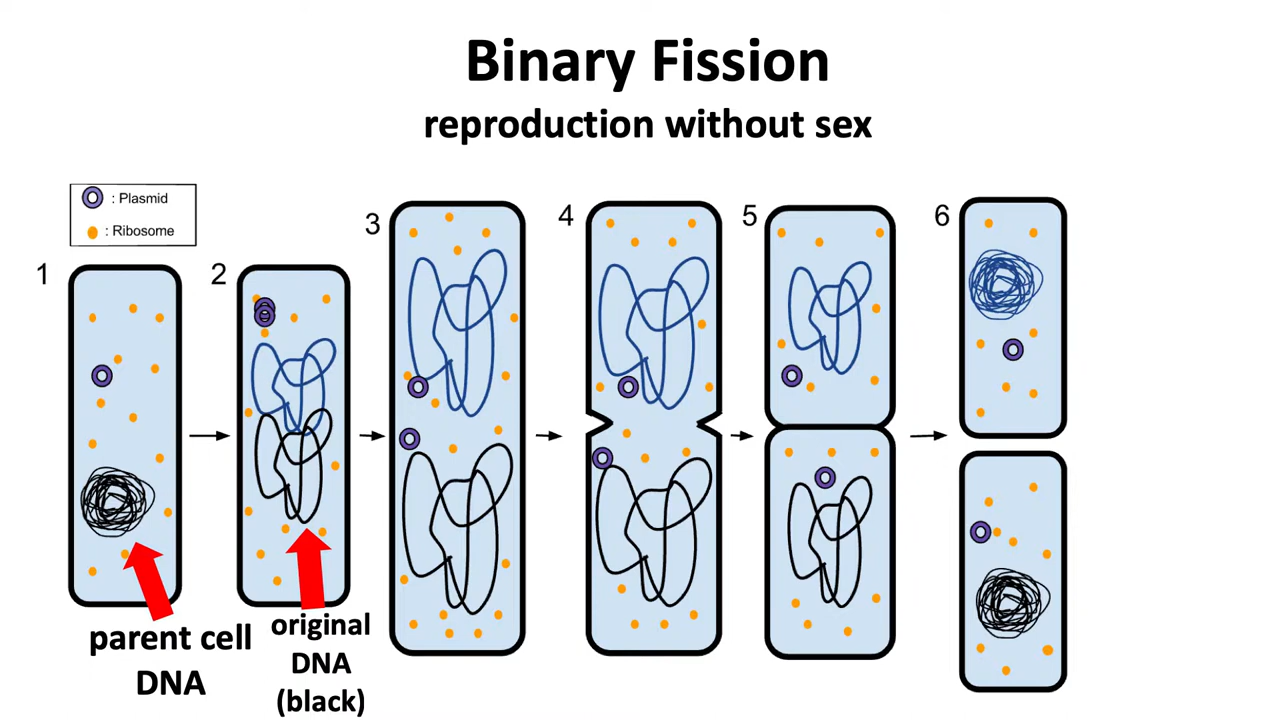 Binary Fission
reproduction without sex
: Plasmid
: Ribosome
1
2
3
4
5
6
parent cell
DNA
original
DNA
(black)